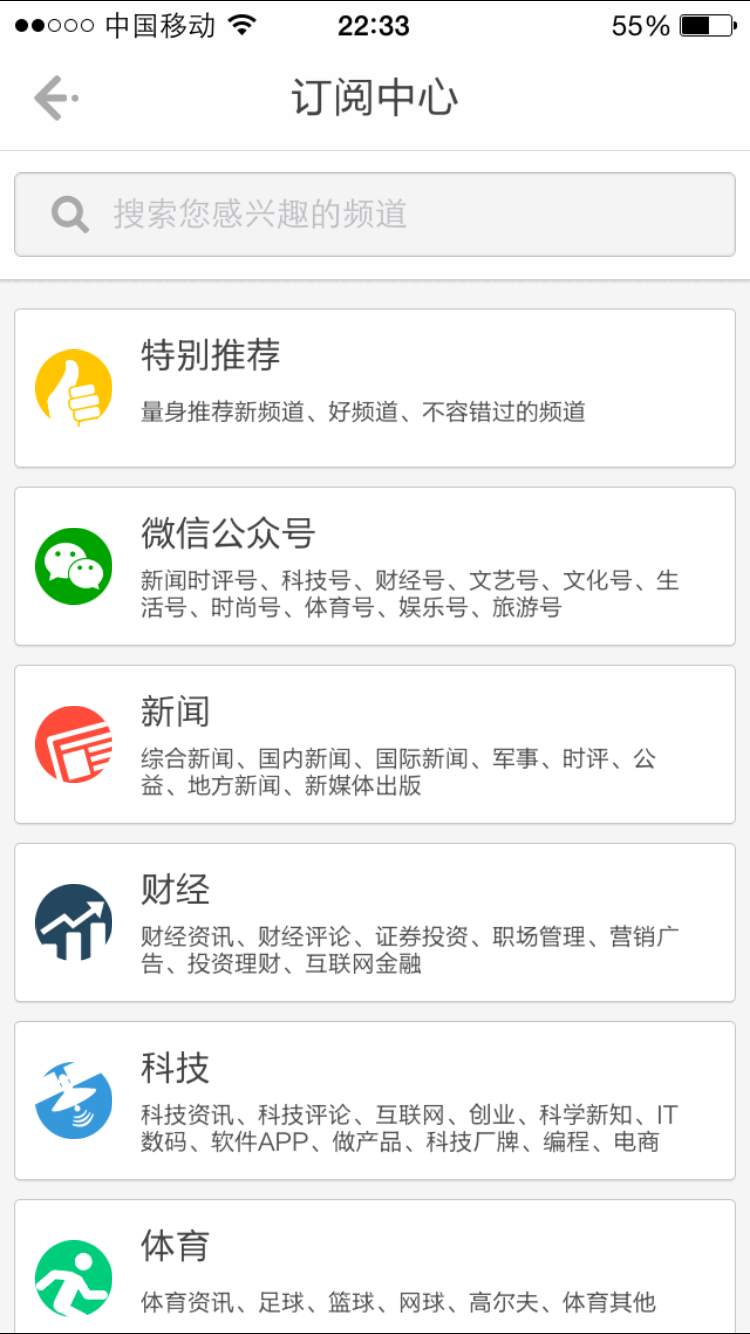 中国移动
22:33
55%
订阅中心
搜索您感兴趣的频道
特别推荐
量身推荐新频道、好频道、不容错过的频道
微信公众号
新闻时评号、科技号、财经号、文艺号、文化号、生
活号、时尚号、体育号、娱乐号、旅游号
新闻
综合新闻、国内新闻、国际新闻、军事、时评、公
益、地方新闻、新媒体出版
财经
财经资讯、财经评论、证券投资、职场管理、营销广
告、投资理财、互联网金融
科技
科技资讯、科技评论、互联网、创业、科学新知、IT
数码、软件APP、做产品、科技厂牌、编程、电商
体育
体育资讯、足球、篮球、网球、高尔夫、体育其他